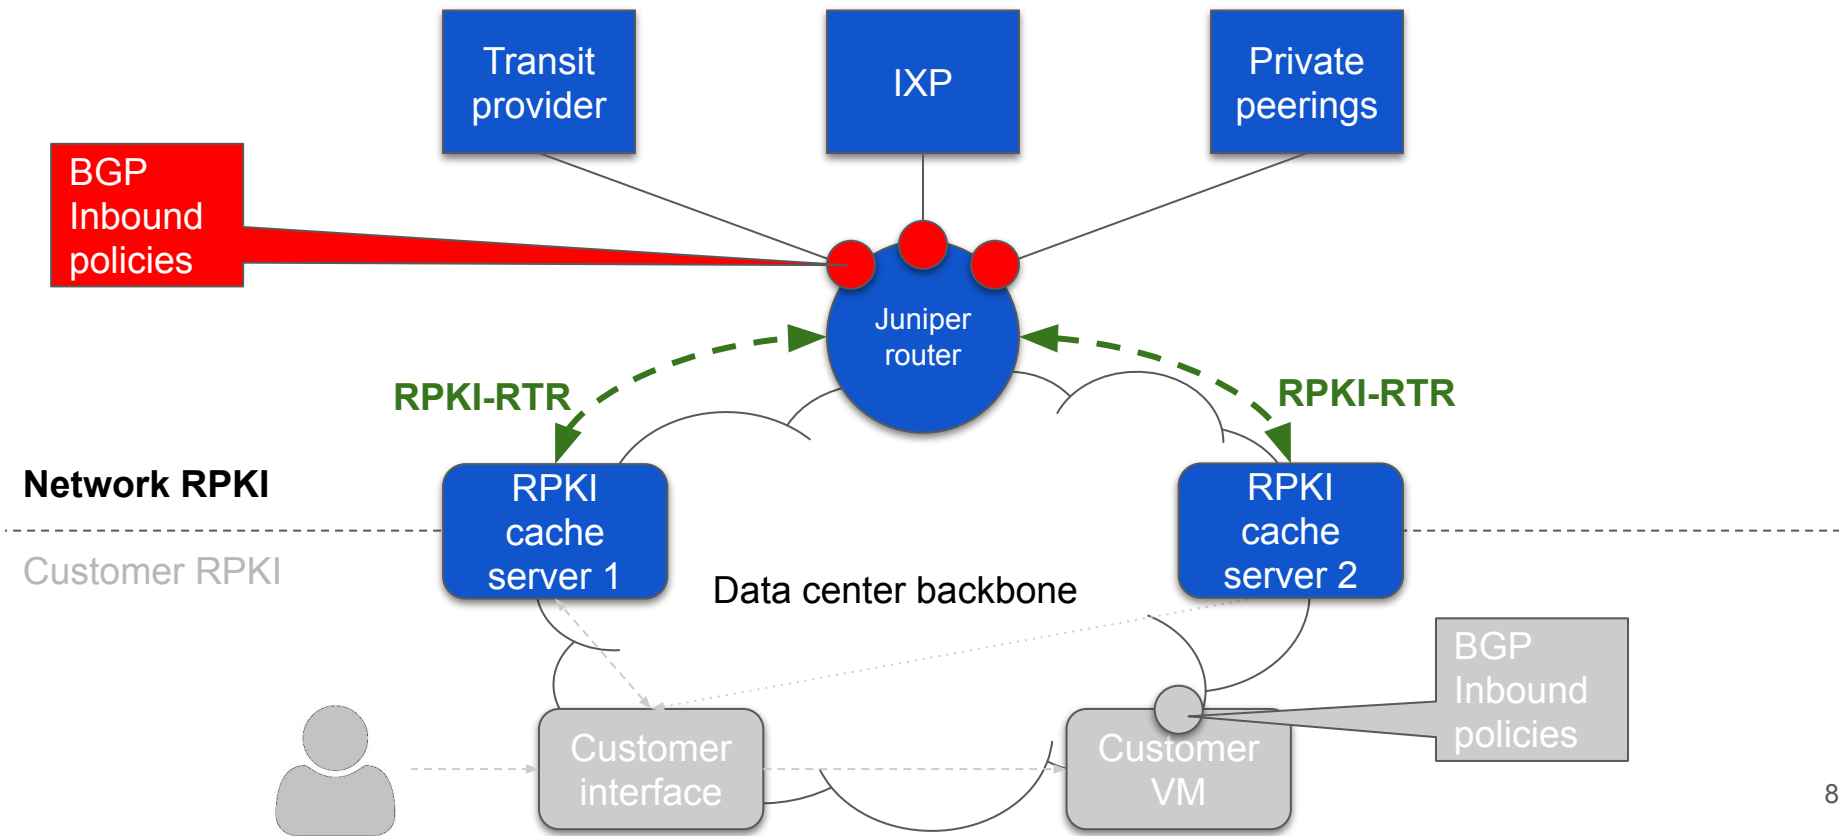 Transit
provider
IXP
Private
peerings
BGP
Inbound
policies
Juniper
router
RPKI-RTR
RPKI-RTR
Network RPKI
Customer RPKI
RPKI
cache
server 1
RPKI
cache
server 2
Data center backbone
BGP
Inbound
policies
Customer
interface
Customer
VM
8